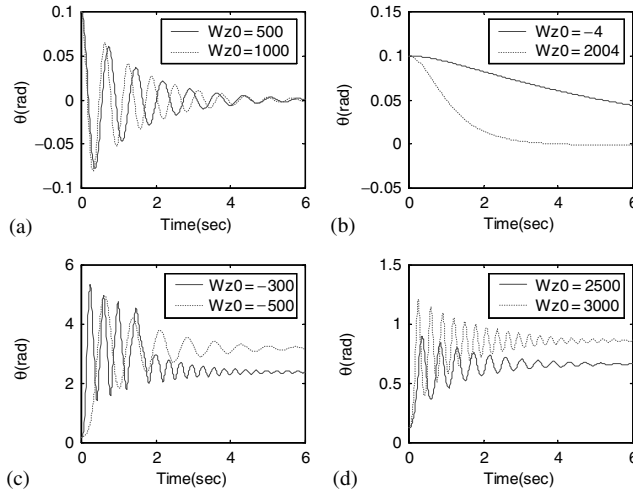 0.1
0.05
0
−0.05
−0.1
θ(rad)
Wz0 = 500
Wz0 = 1000
0 2 4 6
Time(sec)
(a)
0.15
0.1
0.05
0
0.05
θ(rad)
Wz0 = −4
Wz0 = 2004
0 2 4 6
Time(sec)
(b)
6
4
2
0
θ(rad)
Wz0 = −300
Wz0 = −500
0 2 4 6
Time(sec)
(c)
1.5
1
0.5
0
θ(rad)
Wz0 = 2500
Wz0 = 3000
0 2 4 6
Time(sec)
(d)